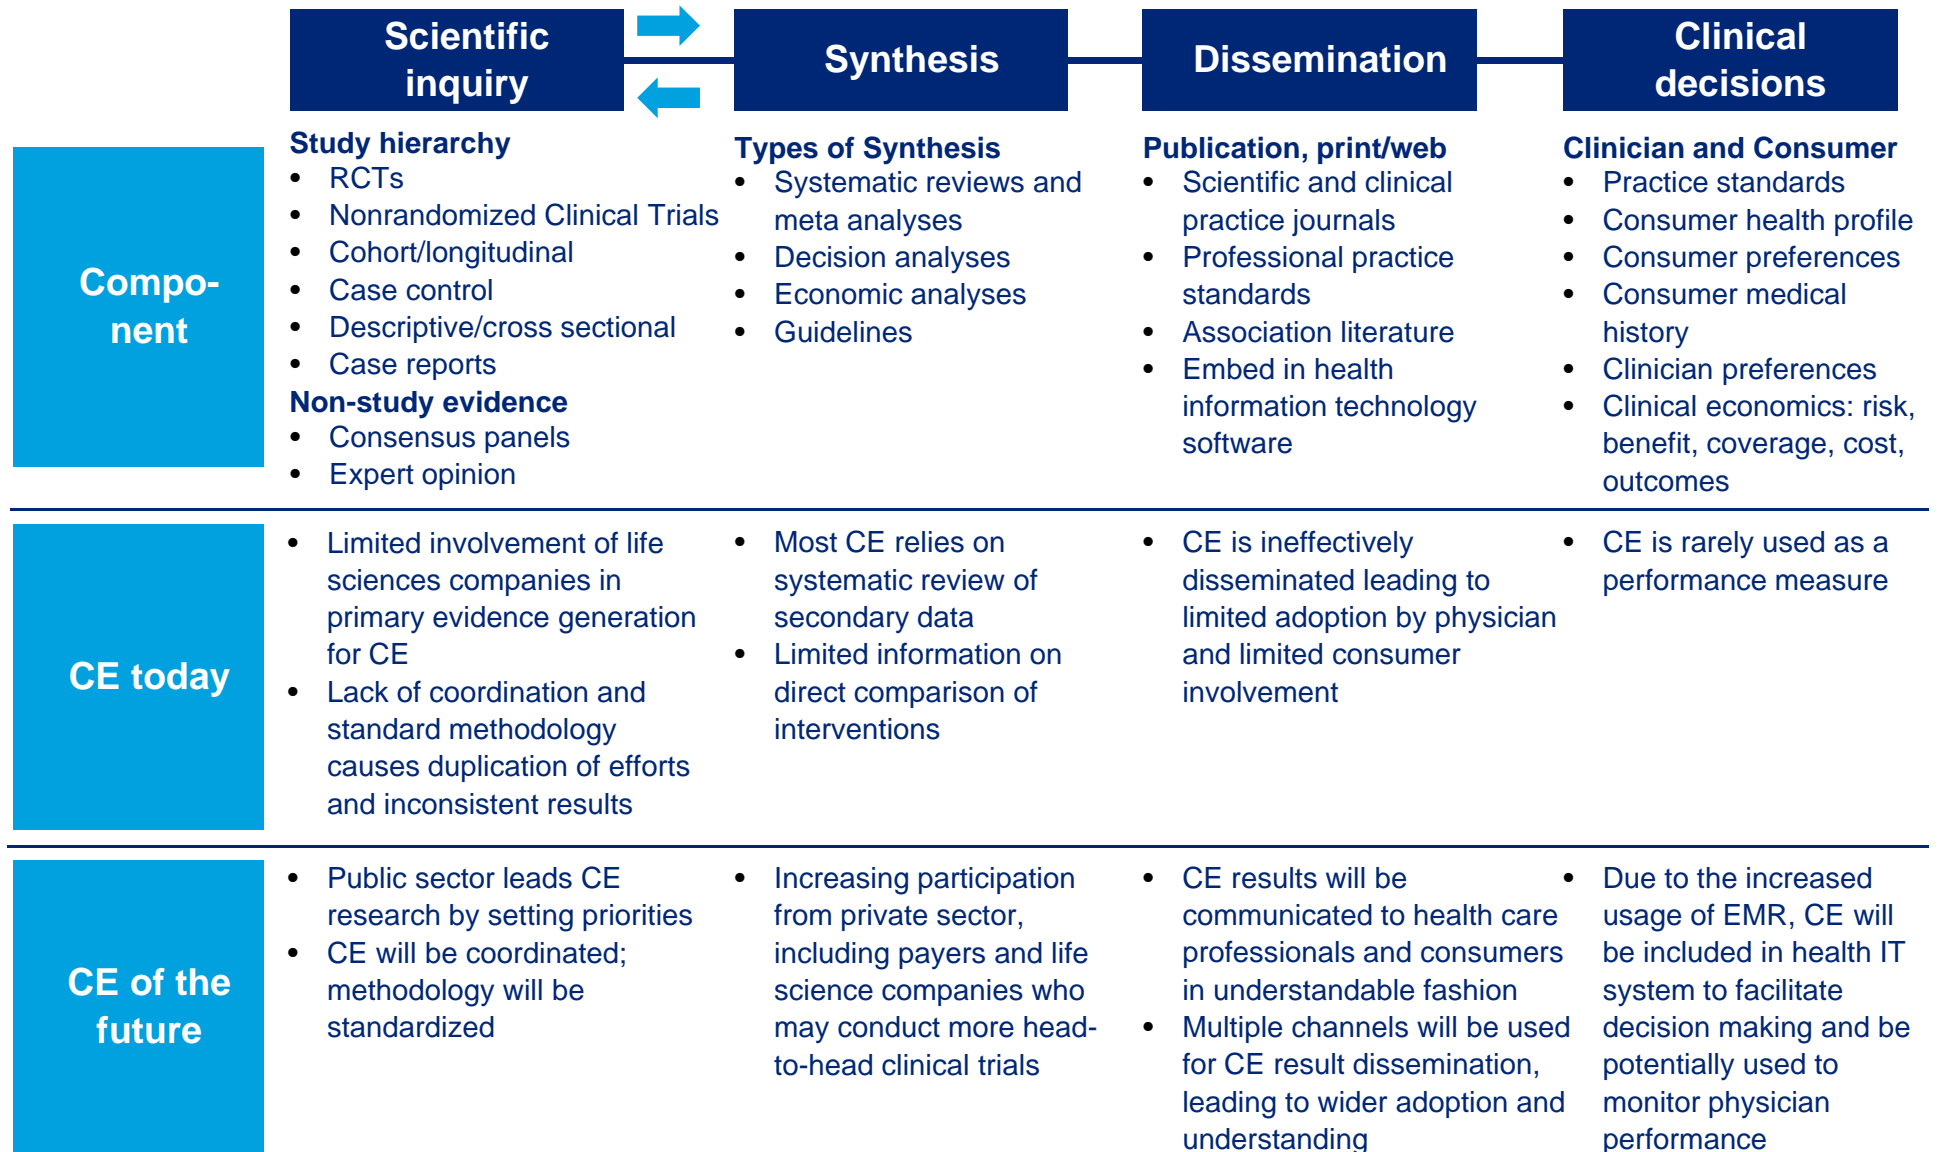 Scientific
inquiry
Synthesis
Dissemination
Clinical
decisions
Compo-
nent
Study hierarchy
• RCTs
• Nonrandomized Clinical Trials
• Cohort/longitudinal
• Case control
• Descriptive/cross sectional
• Case reports
Non-study evidence
• Consensus panels
• Expert opinion
Types of Synthesis
• Systematic reviews and
meta analyses
• Decision analyses
• Economic analyses
• Guidelines
Publication, print/web
• Scientific and clinical
practice journals
• Professional practice
standards
• Association literature
• Embed in health
information technology
software
Clinician and Consumer
• Practice standards
• Consumer health profile
• Consumer preferences
• Consumer medical
history
• Clinician preferences
• Clinical economics: risk,
benefit, coverage, cost,
outcomes
CE today
• Limited involvement of life
sciences companies in
primary evidence generation
for CE
• Lack of coordination and
standard methodology
causes duplication of efforts
and inconsistent results
• Most CE relies on
systematic review of
secondary data
• Limited information on
direct comparison of
interventions
• CE is ineffectively
disseminated leading to
limited adoption by physician
and limited consumer
involvement
• CE is rarely used as a
performance measure
CE of the
future
• Public sector leads CE
research by setting priorities
• CE will be coordinated;
methodology will be
standardized
• Increasing participation
from private sector,
including payers and life
science companies who
may conduct more head-
to-head clinical trials
• CE results will be
communicated to health care
professionals and consumers
in understandable fashion
• Multiple channels will be used
for CE result dissemination,
leading to wider adoption and
understanding
• Due to the increased
usage of EMR, CE will
be included in health IT
system to facilitate
decision making and be
potentially used to
monitor physician
performance